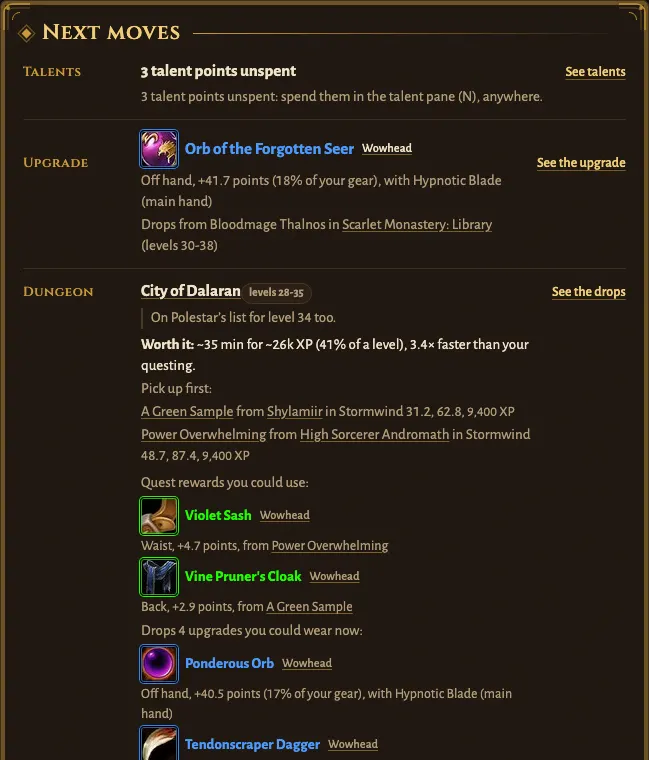 Next moves
Talents
3 talent points unspent
See talents
3 talent points unspent: spend them in the talent pane (N), anywhere.
Upgrade
Orb of the Forgotten Seer Wowhead
See the upgrade
Off hand, +41.7 points (18% of your gear), with Hypnotic Blade
(main hand)
Drops from Bloodmage Thalnos in Scarlet Monastery: Library
(levels 30-38)
Dungeon
City of Dalaran levels 28-35
See the drops
On Polestar's list for level 34 too.
Worth it: ~35 min for ~26k XP (41% of a level), 3.4× faster than your
questing.
Pick up first:
A Green Sample from Shylamiir in Stormwind 31.2, 62.8, 9,400 XP
Power Overwhelming from High Sorcerer Andromath in Stormwind
48.7, 87.4, 9,400 XP
Quest rewards you could use:
Violet Sash Wowhead
Waist, +4.7 points, from Power Overwhelming
Vine Pruner's Cloak Wowhead
Back, +2.9 points, from A Green Sample
Drops 4 upgrades you could wear now:
Ponderous Orb Wowhead
Off hand, +40.5 points (17% of your gear), with Hypnotic Blade (main
hand)
Tendonscraper Dagger Wowhead